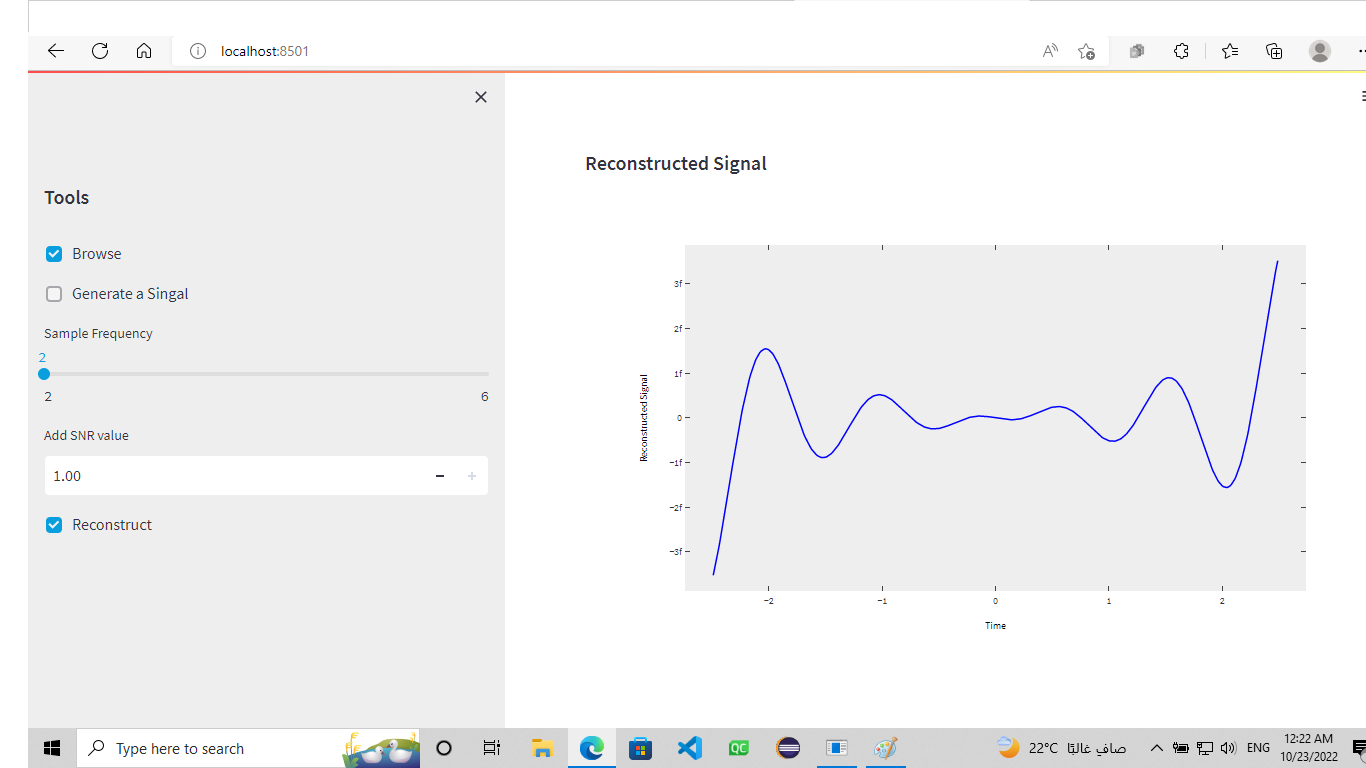 localhost:8501
Reconstructed Signal
Tools
Browse
Generate a Singal
Sample Frequency
2
2
6
Add SNR value
1.00
Reconstruct
3f
2f
1f
0
−1f
−2f
−3f
Reconstructed Signal
−2
−1
0
1
2
Time
Type here to search
QC
22°C
صافٍ غالبًا
ENG
12:22 AM
10/23/2022